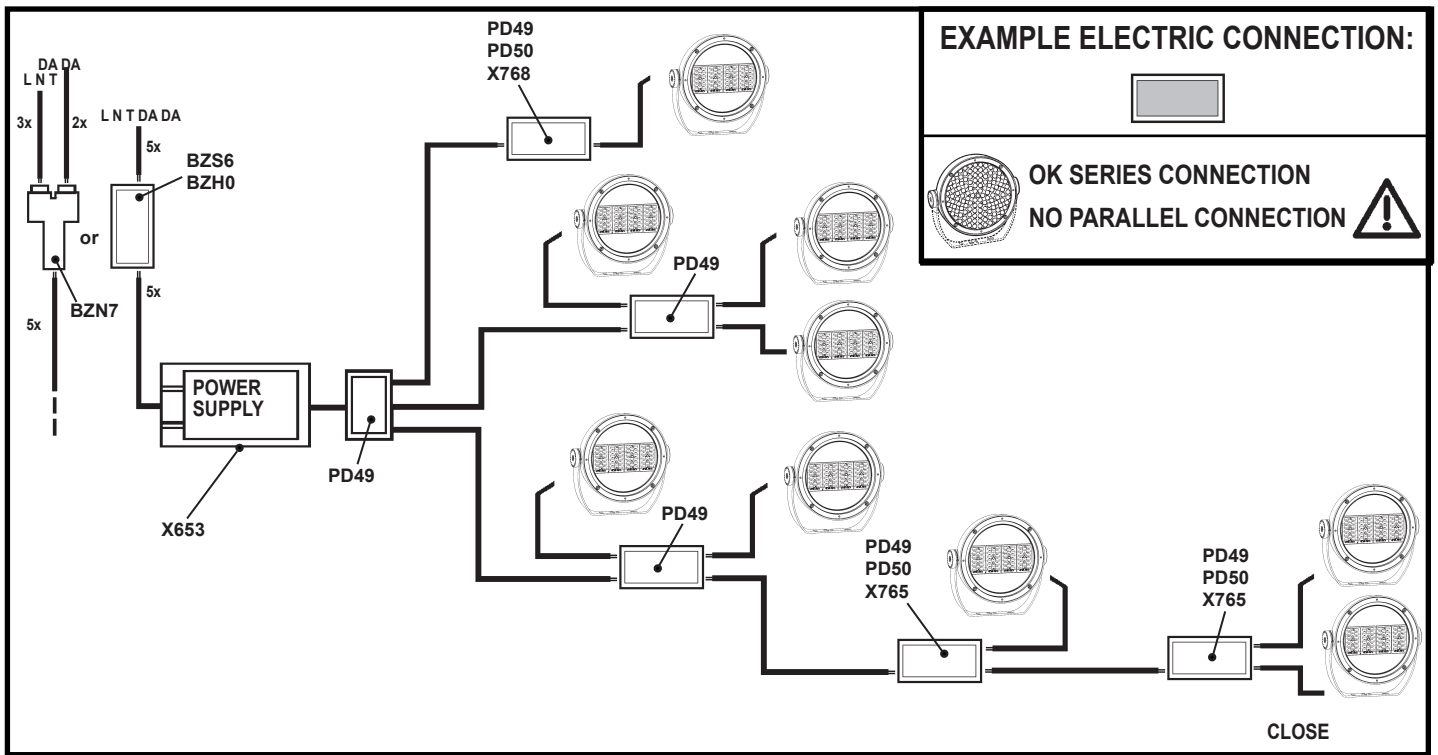 DA DA
L N T
3x
2x
L N T DA DA
5x
BZS6
BZH0
or
BZN7
5x
5x
POWER
SUPPLY
X653
PD49
PD49
PD50
X768
PD49
PD49
PD49
PD50
X765
PD49
PD50
X765
CLOSE
EXAMPLE ELECTRIC CONNECTION:
OK SERIES CONNECTION
NO PARALLEL CONNECTION
!